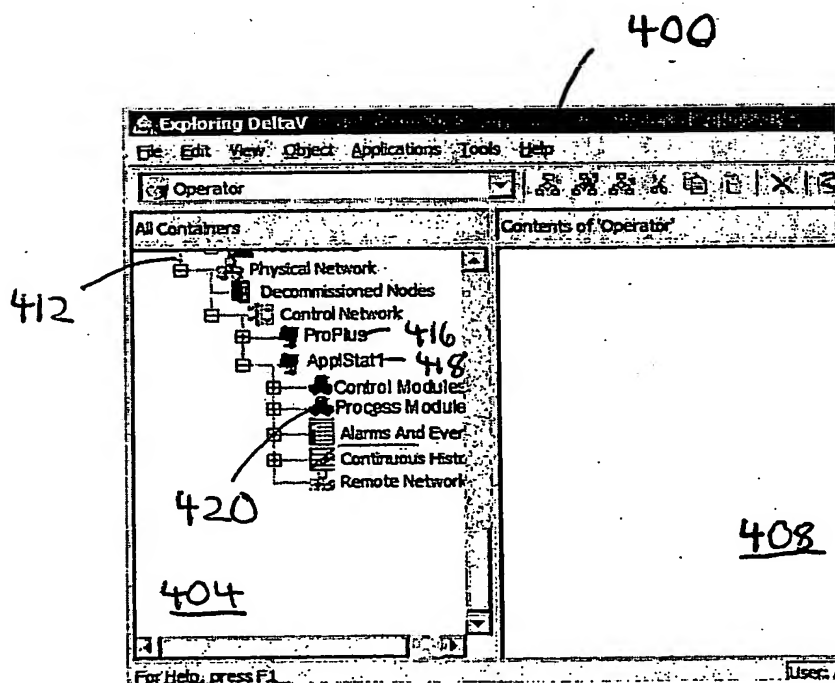 400
Exploring DeltaV
File Edit View Object Applications Tools Help
Operator
All Containers
Contents of 'Operator'
412
Physical Network
Decommissioned Nodes
Control Network
ProPlus 416
ApplStat1 418
Control Modules
Process Module
Alarms And Ever
Continuous Histo
Remote Network
420
408
404
For Help, press F1
User: